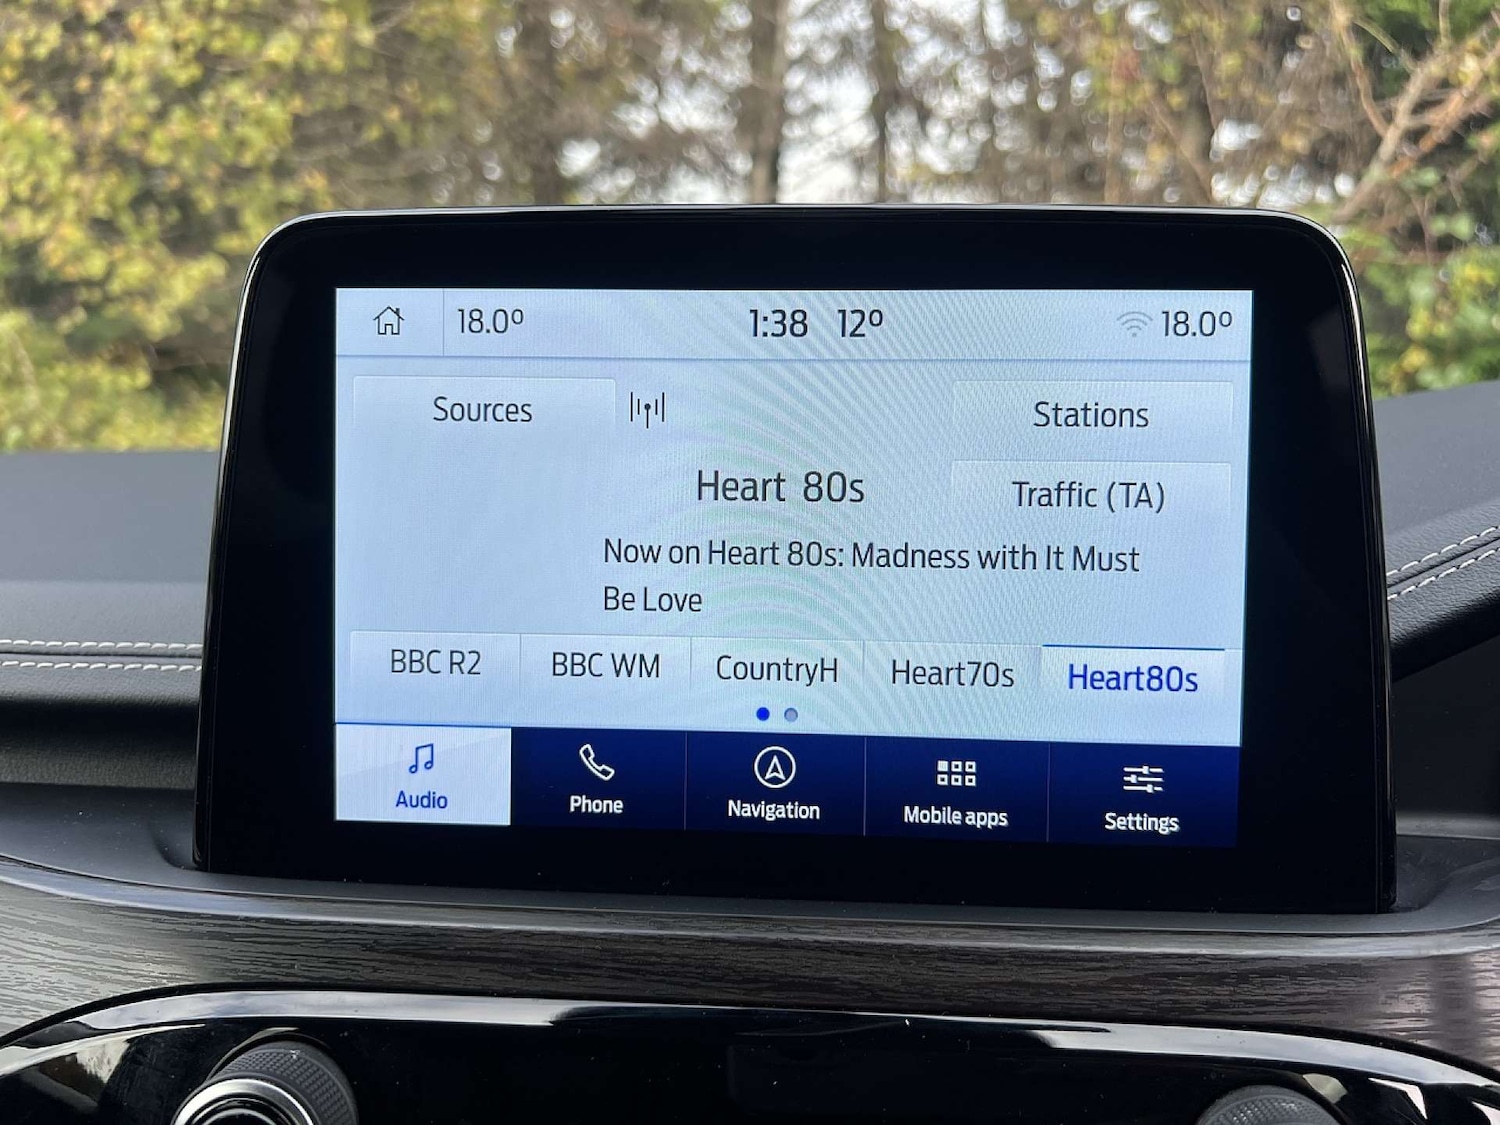 18.0º
1:38 12º
18.0º
Sources
Stations
Heart 80s
Traffic (TA)
Now on Heart 80s: Madness with It Must
Be Love
BBC R2
BBC WM
CountryH
Heart70s
Heart80s
Audio
Phone
Navigation
Mobile apps
Settings